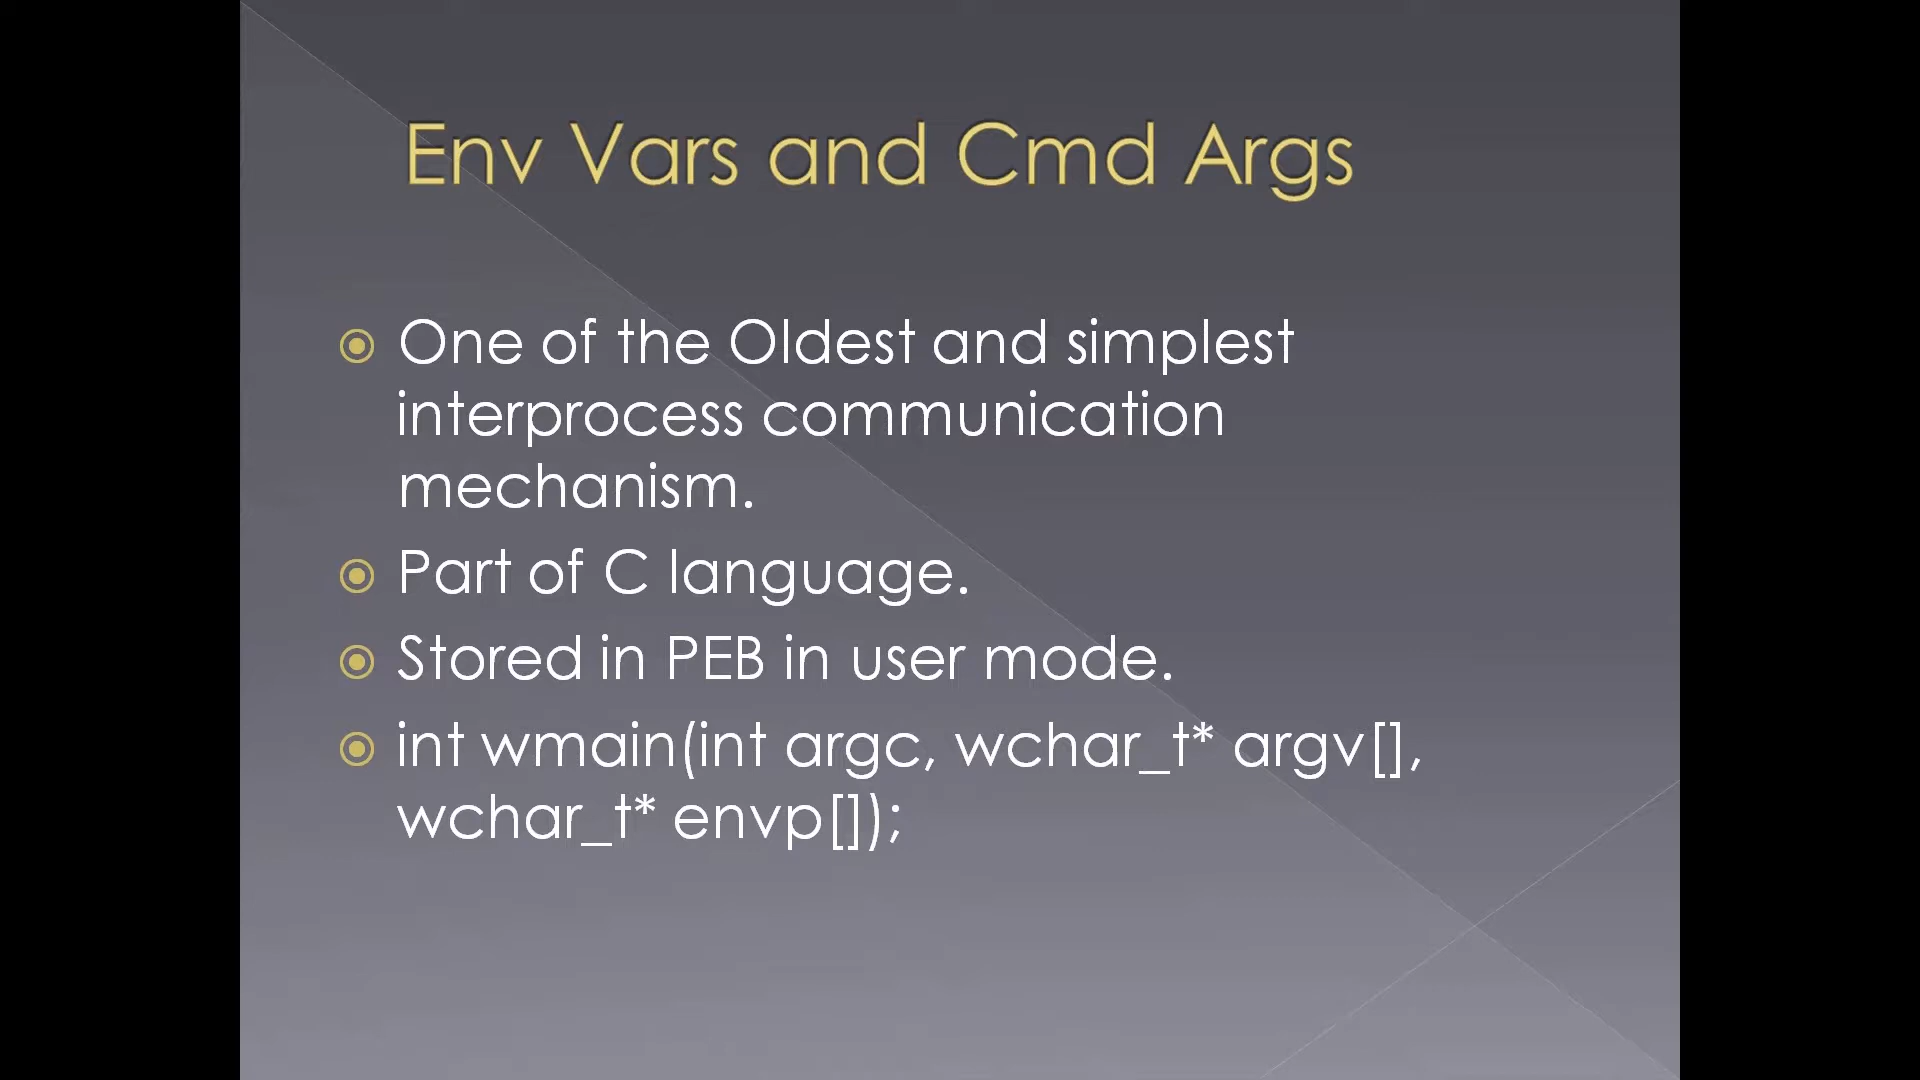 Env Vars and Cmd Args
One of the Oldest and simplest
interprocess communication
mechanism.
Part of C language.
Stored in PEB in user mode.
int wmain(int argc, wchar_t* argv[],
wchar_t* envp[]);